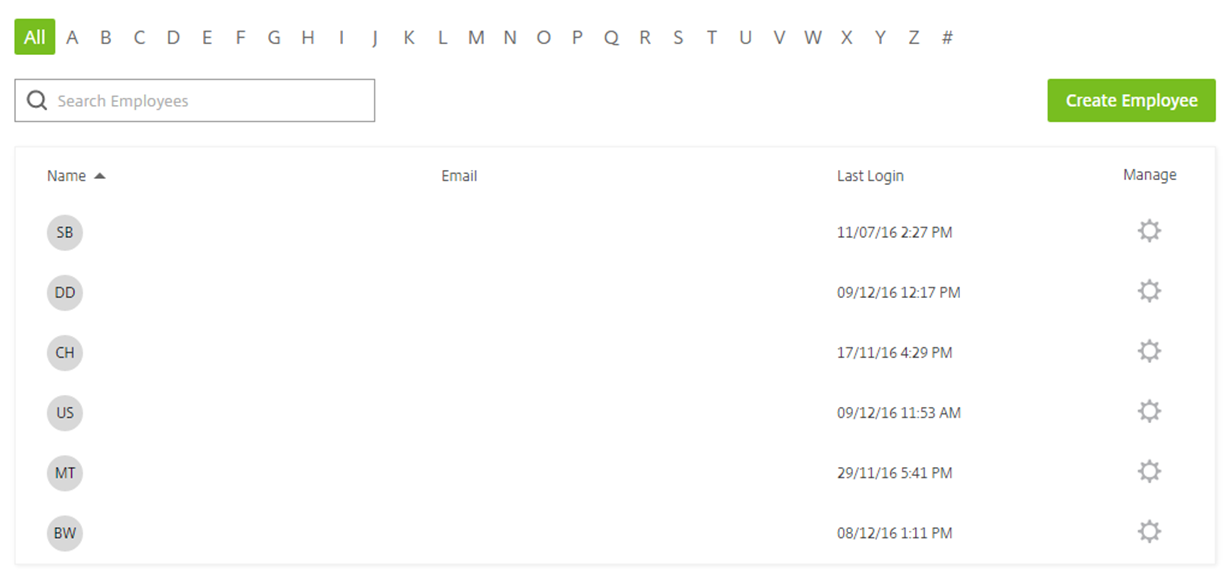 All A B C D E F G H I J K L M N O P Q R S T U V W X Y Z #
Search Employees
Create Employee
Name Email Last Login Manage
SB 11/07/16 2:27 PM
DD 09/12/16 12:17 PM
CH 17/11/16 4:29 PM
US 09/12/16 11:53 AM
MT 29/11/16 5:41 PM
BW 08/12/16 1:11 PM